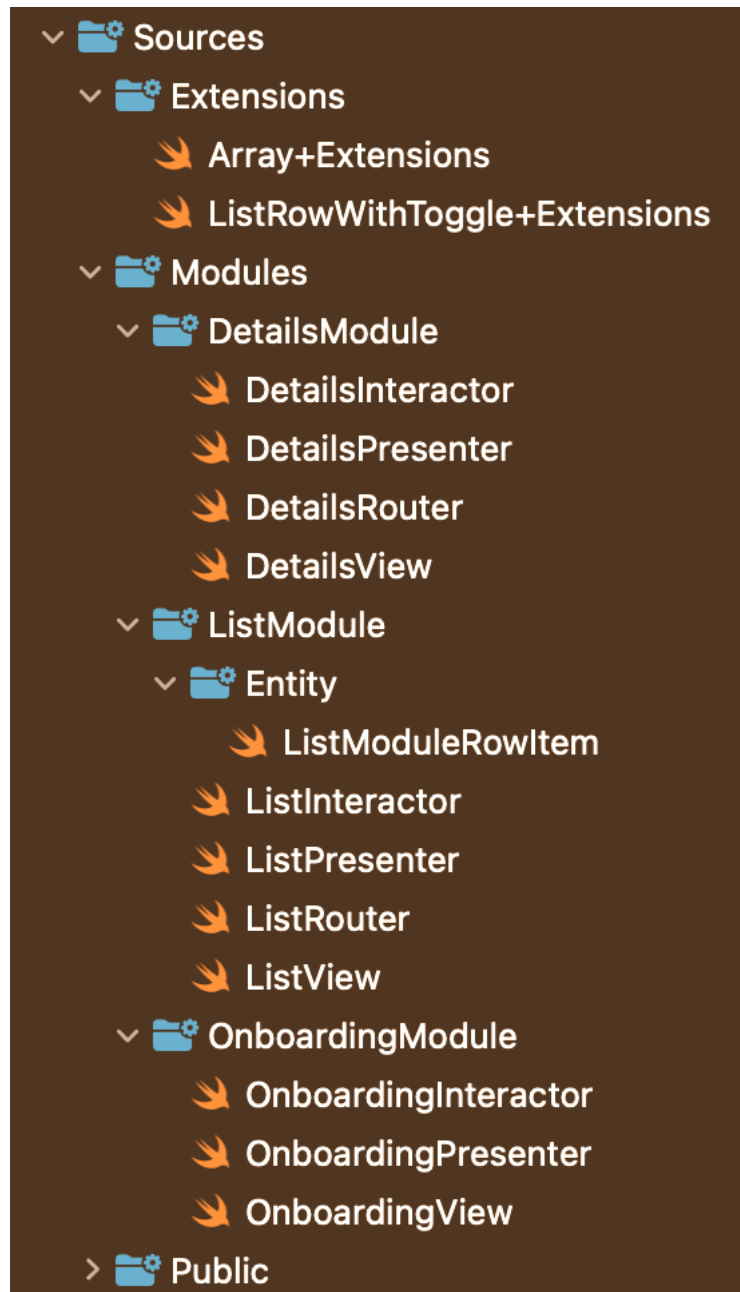 Sources
Extensions
Array+Extensions
ListRowWithToggle+Extensions
Modules
DetailsModule
DetailsInteractor
DetailsPresenter
DetailsRouter
DetailsView
ListModule
Entity
ListModuleRowItem
ListInteractor
ListPresenter
ListRouter
ListView
OnboardingModule
OnboardingInteractor
OnboardingPresenter
OnboardingView
Public